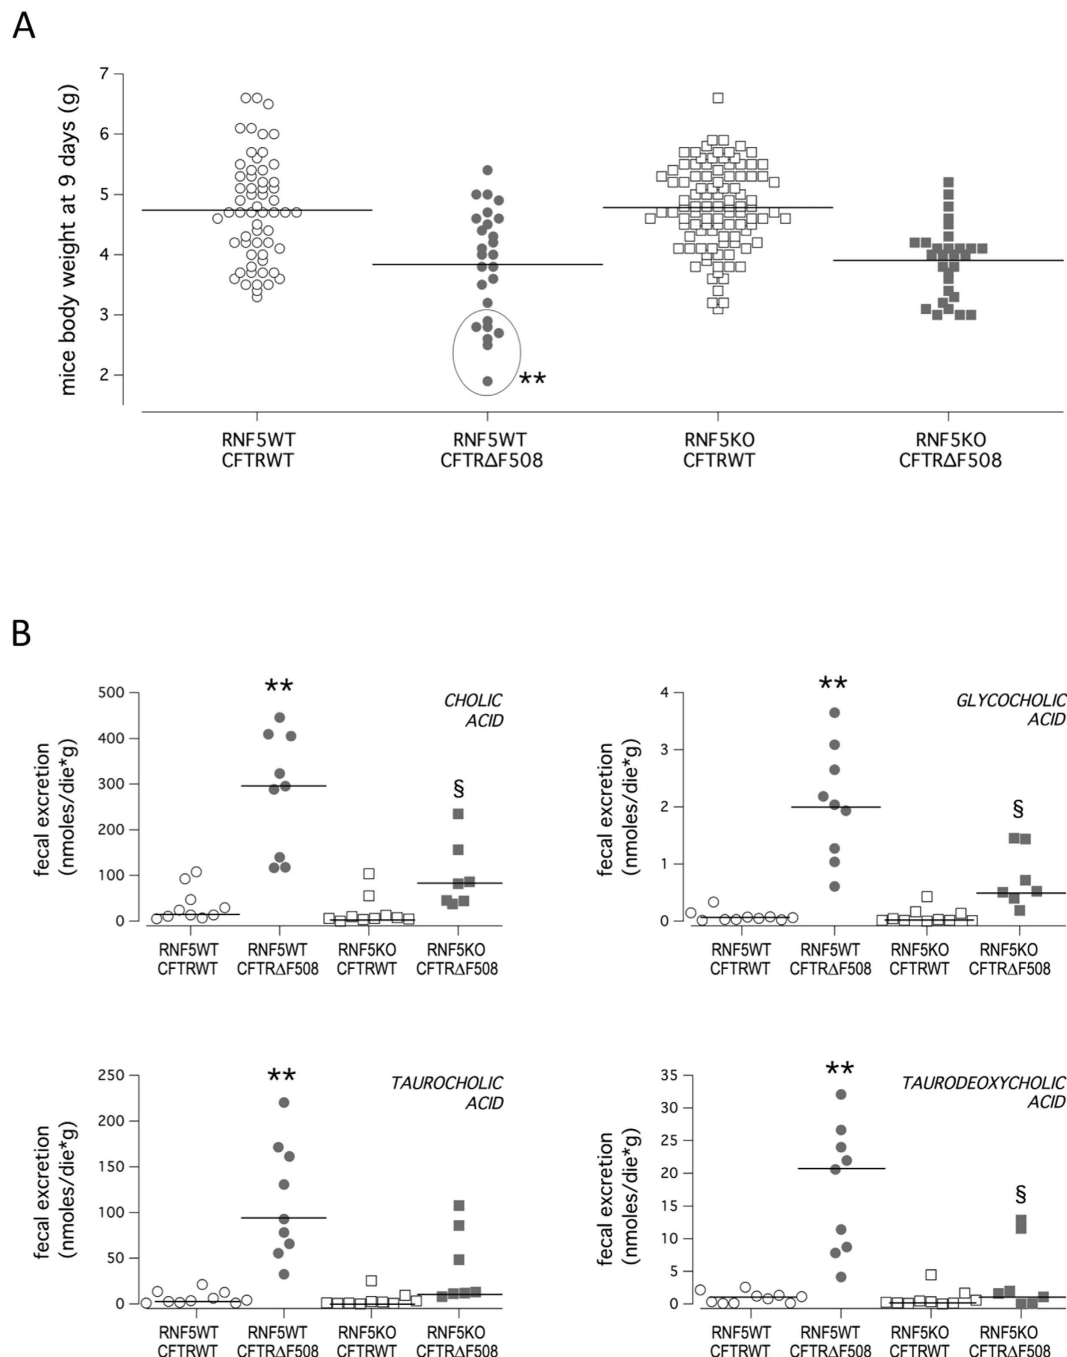 A
mice body weight at 9 days (g)
7
6
5
4
3
2
**
RNF5WT
CFTRWT
RNF5WT
CFTRΔF508
RNF5KO
CFTRWT
RNF5KO
CFTRΔF508
B
fecal excretion
(nmoles/die*g)
500
400
300
200
100
0
**
CHOLIC
ACID
§
RNF5WT
CFTRWT
RNF5WT
CFTRΔF508
RNF5KO
CFTRWT
RNF5KO
CFTRΔF508
fecal excretion
(nmoles/die*g)
4
3
2
1
0
**
GLYCOCHOLIC
ACID
§
RNF5WT
CFTRWT
RNF5WT
CFTRΔF508
RNF5KO
CFTRWT
RNF5KO
CFTRΔF508
fecal excretion
(nmoles/die*g)
250
200
150
100
50
0
**
TAUROCHOLIC
ACID
RNF5WT
CFTRWT
RNF5WT
CFTRΔF508
RNF5KO
CFTRWT
RNF5KO
CFTRΔF508
fecal excretion
(nmoles/die*g)
35
30
25
20
15
10
5
0
**
TAURODEOXYCHOLIC
ACID
§
RNF5WT
CFTRWT
RNF5WT
CFTRΔF508
RNF5KO
CFTRWT
RNF5KO
CFTRΔF508